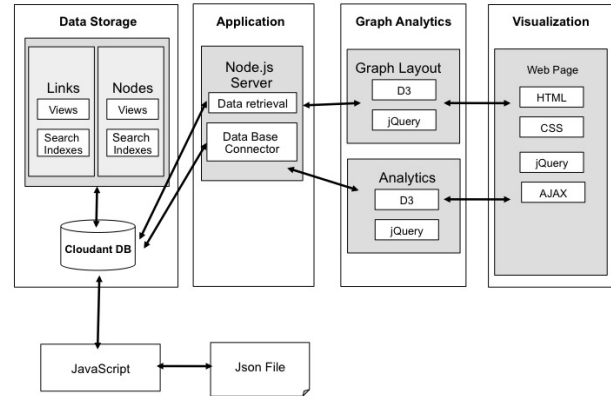 Data Storage
Links
Views
Search
Indexes
Nodes
Views
Search
Indexes
Cloudant DB
JavaScript
Json File
Application
Node.js
Server
Data retrieval
Data Base
Connector
Graph Analytics
Graph Layout
D3
jQuery
Analytics
D3
jQuery
Visualization
Web Page
HTML
CSS
jQuery
AJAX